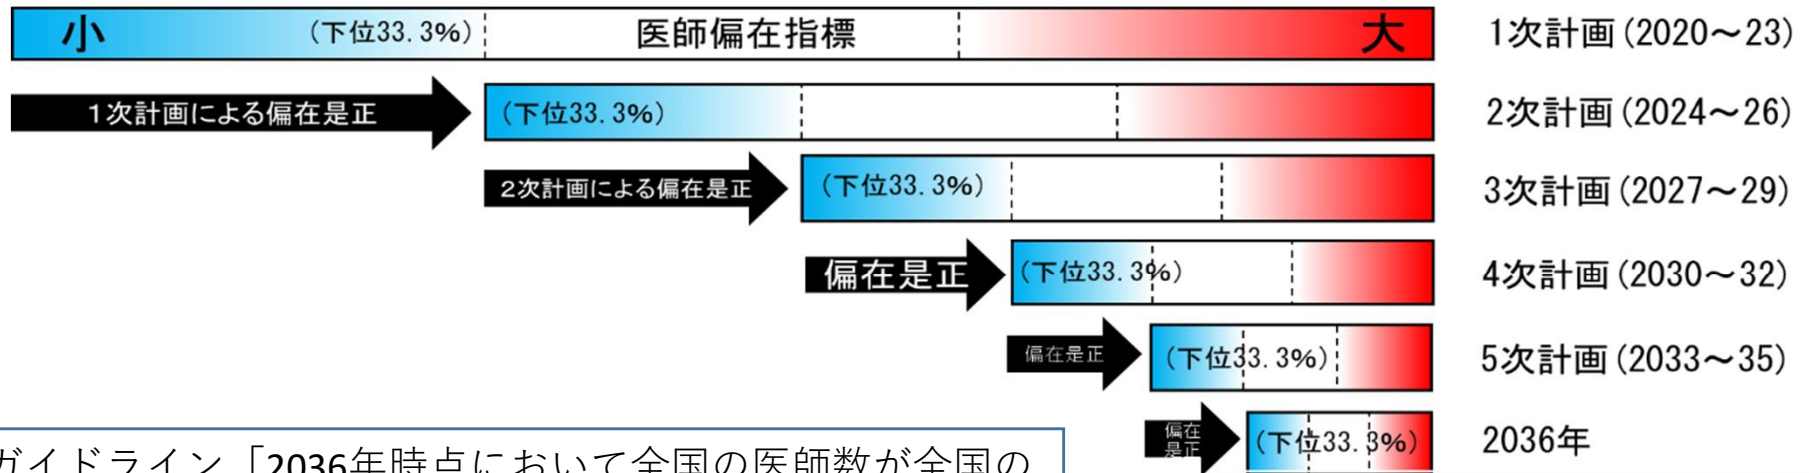 小 (下位33.3%) 医師偏在指標 大 1次計画(2020～23)
1次計画による偏在是正 (下位33.3%) 2次計画(2024～26)
2次計画による偏在是正 (下位33.3%) 3次計画(2027～29)
偏在是正 (下位33.3%) 4次計画(2030～32)
偏在是正 (下位33.3%) 5次計画(2033～35)
偏在
是正 (下位33.3%) 2036年
ガイドライン「2036年時点において全国の医師数が全国の